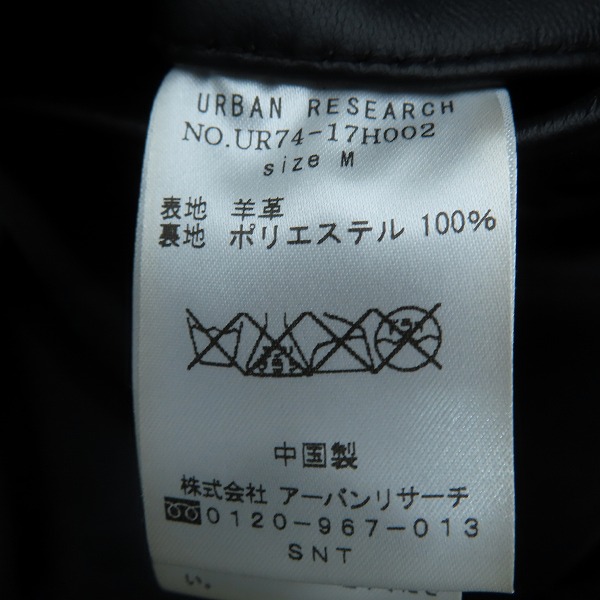 URBAN RESEARCH
NO.UR74-17H002
size M
表地 羊革
裏地 ポリエステル 100%
中国製
株式会社 アーバンリサーチ
0120-967-013
SNT
い。